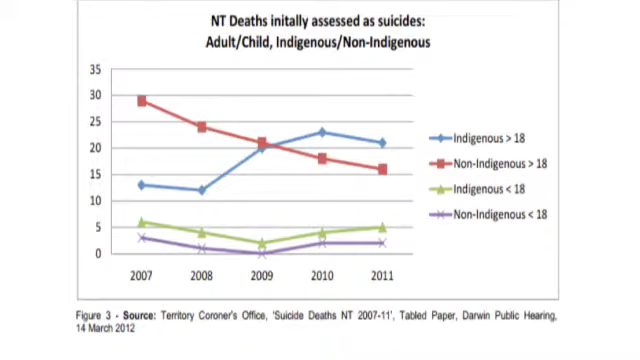 NT Deaths initally assessed as suicides:
Adult/Child, Indigenous/Non-Indigenous
35
30
25
20
15
10
5
0
2007 2008 2009 2010 2011
Indigenous > 18
Non-Indigenous > 18
Indigenous < 18
Non-Indigenous < 18
Figure 3 - Source: Territory Coroner's Office, 'Suicide Deaths NT 2007-11', Tabled Paper, Darwin Public Hearing,
14 March 2012